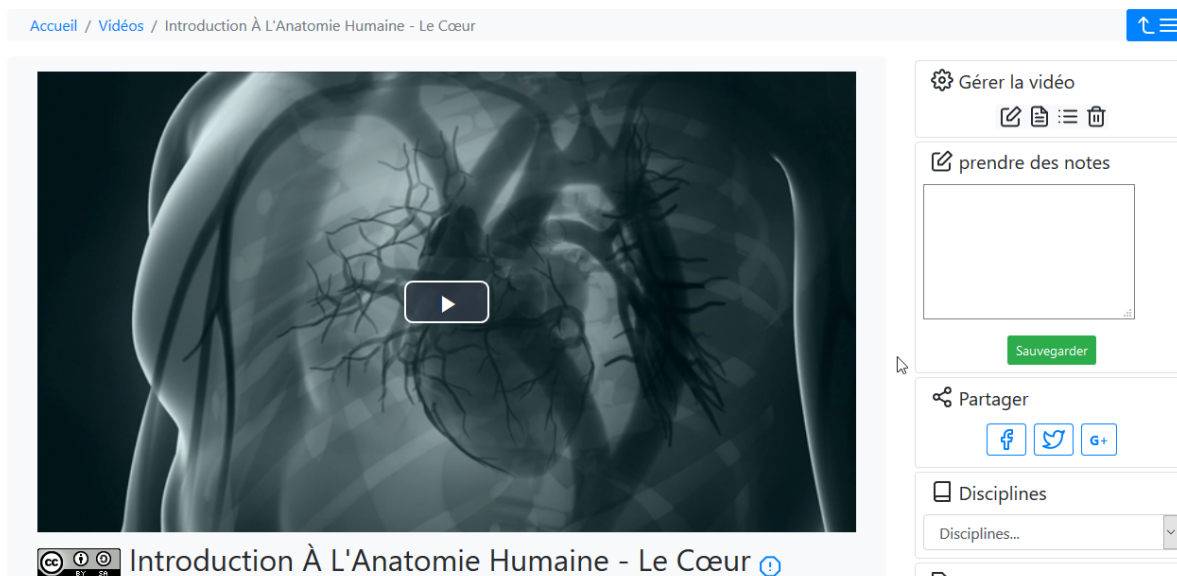 Accueil / Vidéos / Introduction À L'Anatomie Humaine - Le Cœur
Gérer la vidéo
prendre des notes
Sauvegarder
Partager
G+
Disciplines
Disciplines...
cc BY SA Introduction À L'Anatomie Humaine - Le Cœur